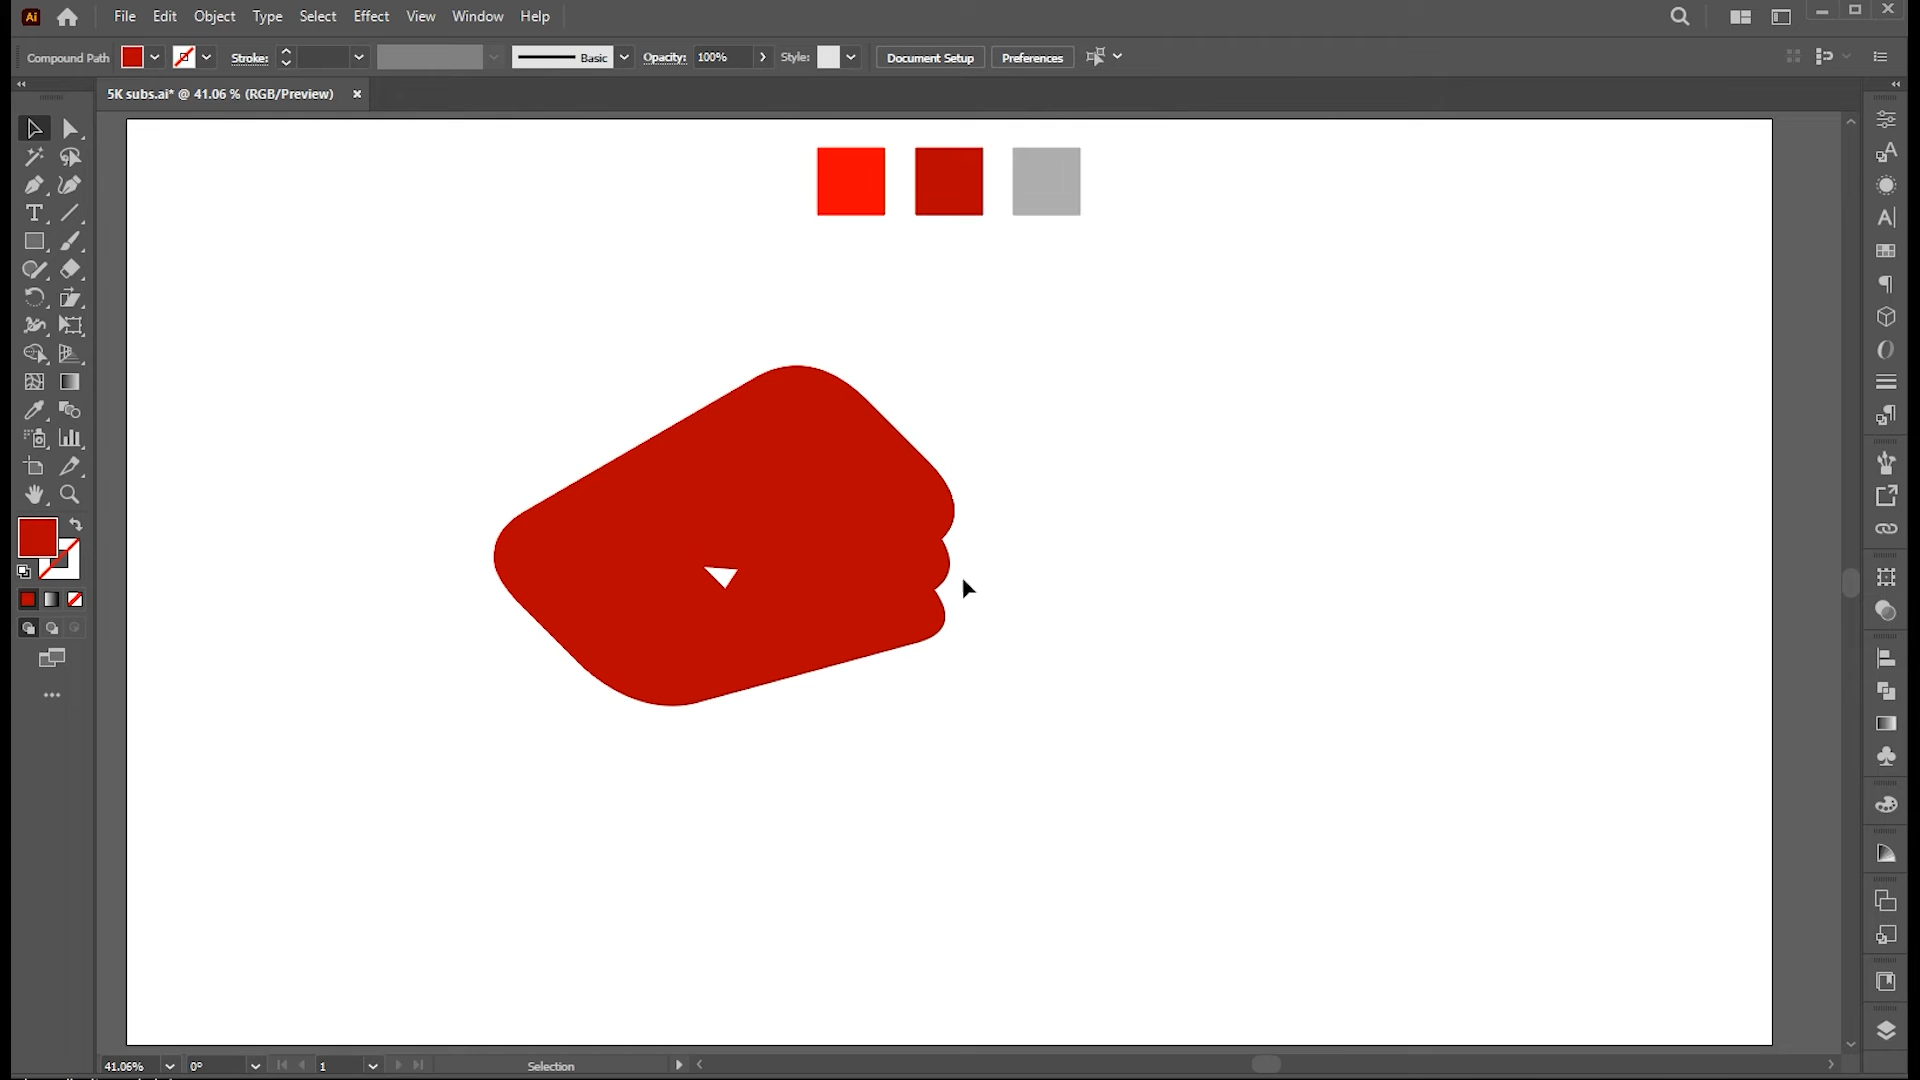 Ai File Edit Object Type Select Effect View Window Help
Compound Path Stroke: Basic Opacity: 100% Style: Document Setup Preferences
5K subs.ai* @ 41.06 % (RGB/Preview) ×
41.06% 0° 1 Selection